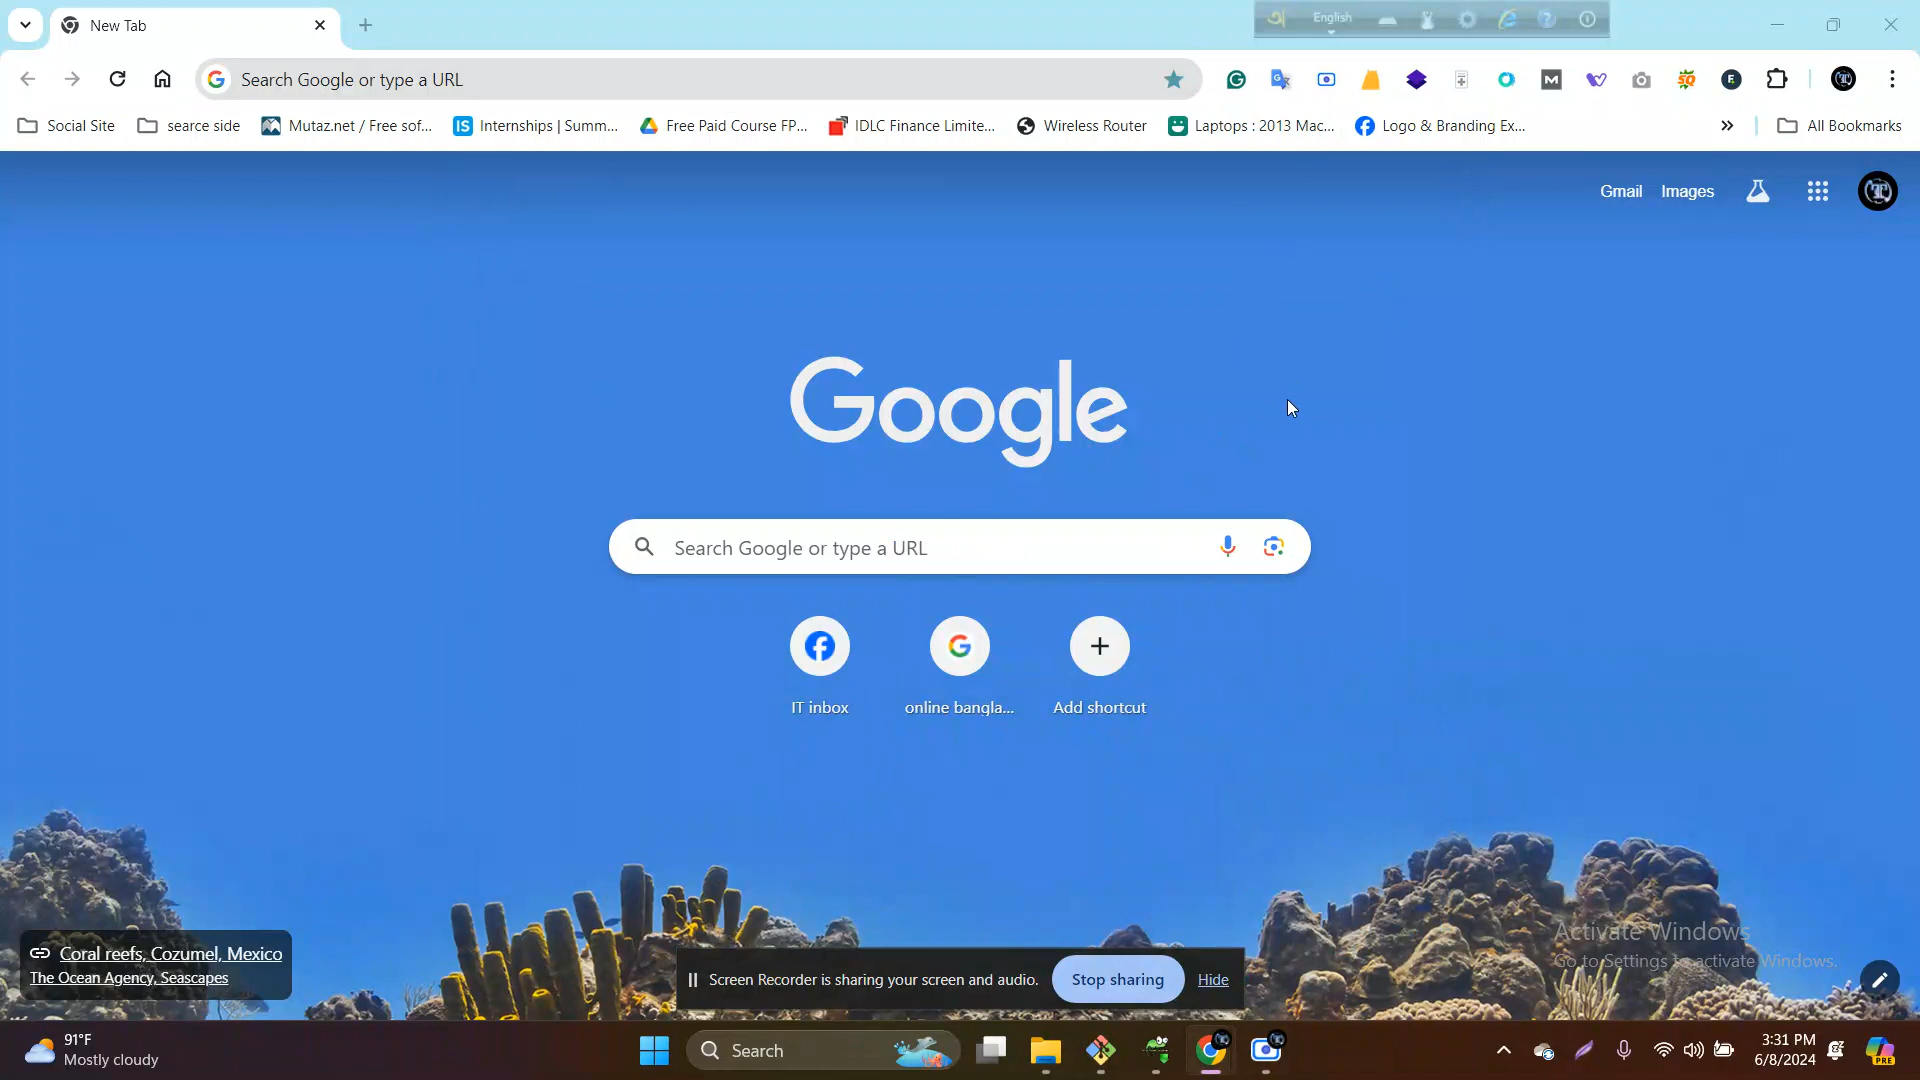 New Tab
English
Search Google or type a URL
Social Site
searce side
Mutaz.net / Free sof...
IS Internships | Summ...
Free Paid Course FP...
IDLC Finance Limite...
Wireless Router
Laptops : 2013 Mac...
Logo & Branding Ex...
All Bookmarks
Gmail Images
Google
Search Google or type a URL
IT inbox
online bangla...
Add shortcut
Activate Windows
Go to Settings to activate Windows.
Coral reefs, Cozumel, Mexico
The Ocean Agency, Seascapes
Screen Recorder is sharing your screen and audio. Stop sharing Hide
91°F
Mostly cloudy
Search
3:31 PM
6/8/2024
PRE